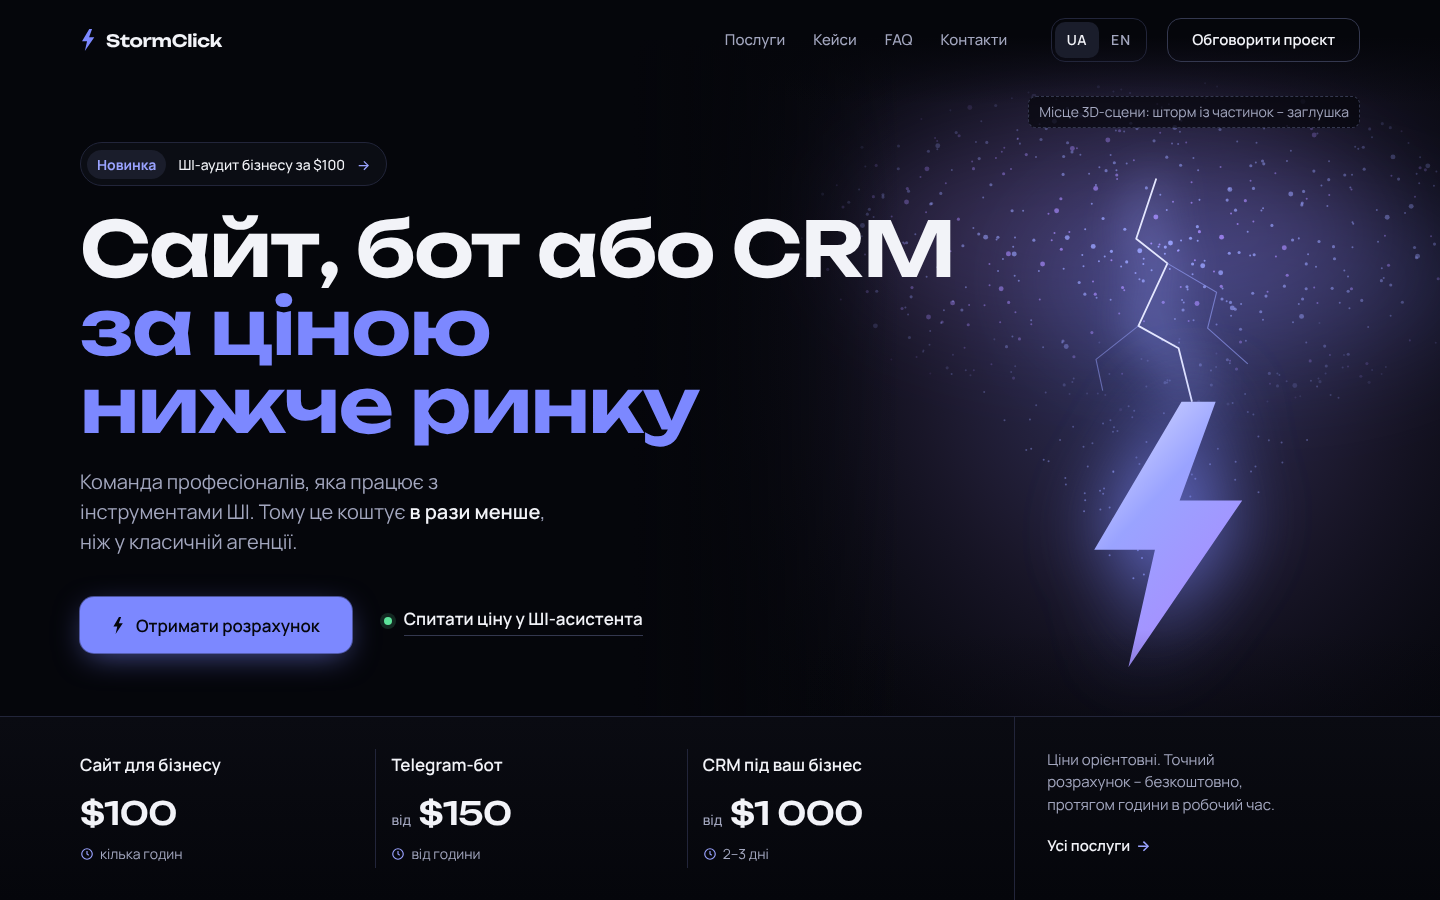 StormClick
Послуги
Кейси
FAQ
Контакти
UA
EN
Обговорити проєкт
Місце 3D-сцени: шторм із частинок – заглушка
Новинка
ШІ-аудит бізнесу за $100 →
Сайт, бот або CRM
за ціною
нижче ринку
Команда професіоналів, яка працює з
інструментами ШІ. Тому це коштує в рази менше,
ніж у класичній агенції.
Отримати розрахунок
Спитати ціну у ШІ-асистента
Сайт для бізнесу
$100
кілька годин
Telegram-бот
від $150
від години
CRM під ваш бізнес
від $1 000
2–3 дні
Ціни орієнтовні. Точний
розрахунок – безкоштовно,
протягом години в робочий час.
Усі послуги →